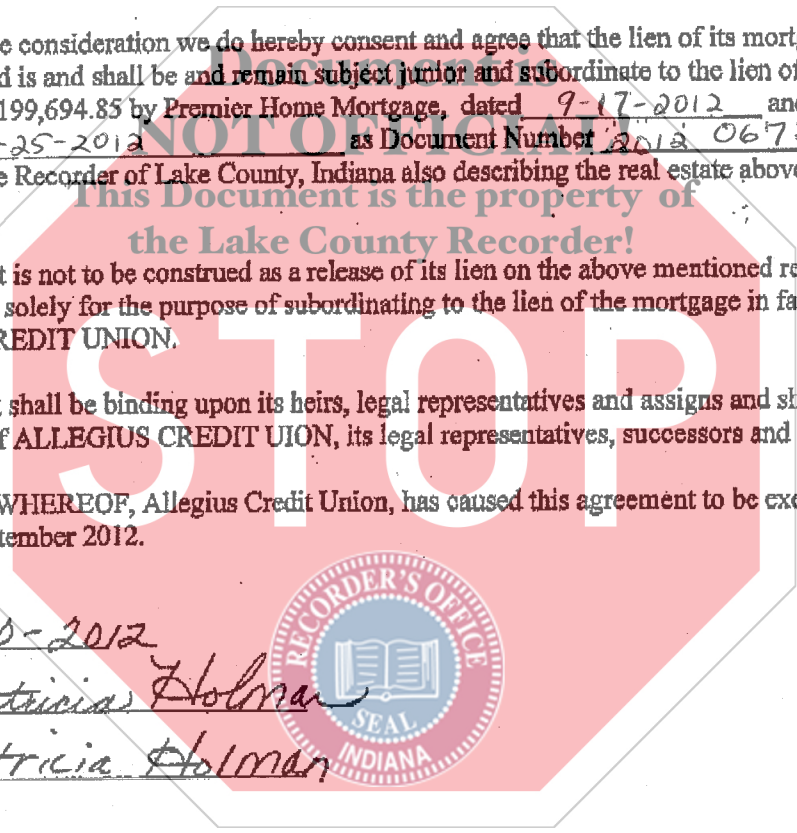 e consideration we do hereby consent and agree that the lien of its mort
d is and shall be and remain subject junior and subordinate to the lien of
Document is
199,694.85 by Premier Home Mortgage, dated 9-17-2012 and
NOT OFFICIAL!
-25-2012 as Document Number 2012 067
e Recorder of Lake County, Indiana also describing the real estate above
This Document is the property of
the Lake County Recorder!
t is not to be construed as a release of its lien on the above mentioned re
solely for the purpose of subordinating to the lien of the mortgage in fa
REDIT UNION.
STOP
shall be binding upon its heirs, legal representatives and assigns and sh
f ALLEGIUS CREDIT UION, its legal representatives, successors and
WHEREOF, Allegius Credit Union, has caused this agreement to be exe
tember 2012.
RECORDER'S OFFICE
SEAL
INDIANA
0-2012
tricia Holman
tricia Holman